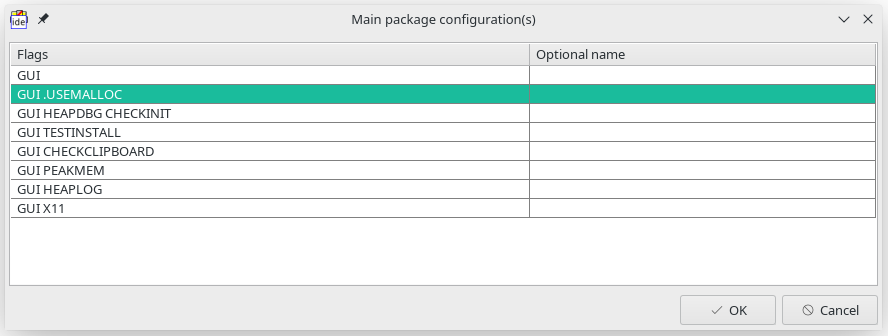 ide
Main package configuration(s)
Flags Optional name
GUI
GUI .USEMALLOC
GUI HEAPDBG CHECKINIT
GUI TESTINSTALL
GUI CHECKCLIPBOARD
GUI PEAKMEM
GUI HEAPLOG
GUI X11
OK Cancel